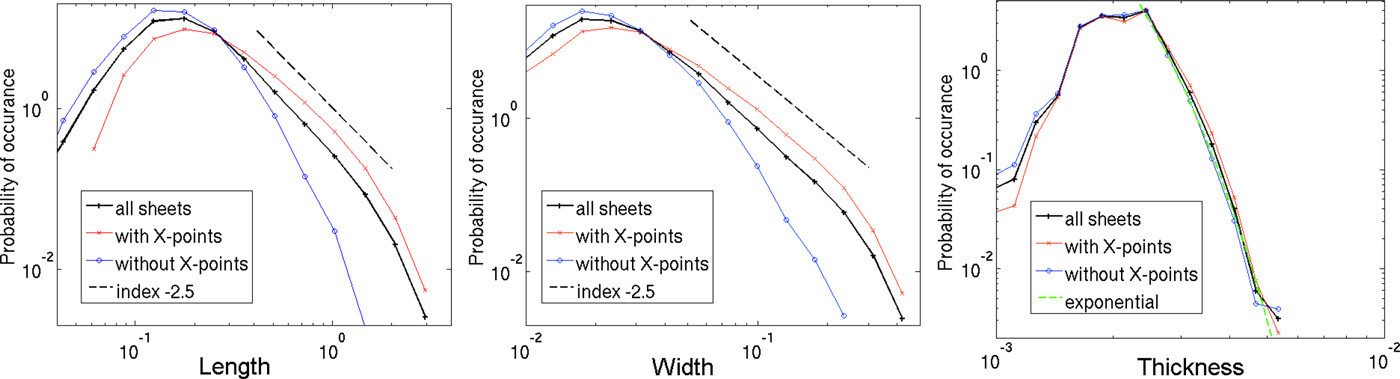 Probability of occurance
10^0
10^-2
all sheets
with X-points
without X-points
index -2.5
10^-1
10^0
Length
Probability of occurance
10^0
10^-2
all sheets
with X-points
without X-points
index -2.5
10^-2
10^-1
Width
Probability of occurance
10^0
10^-1
10^-2
all sheets
with X-points
without X-points
exponential
10^-3
10^-2
Thickness